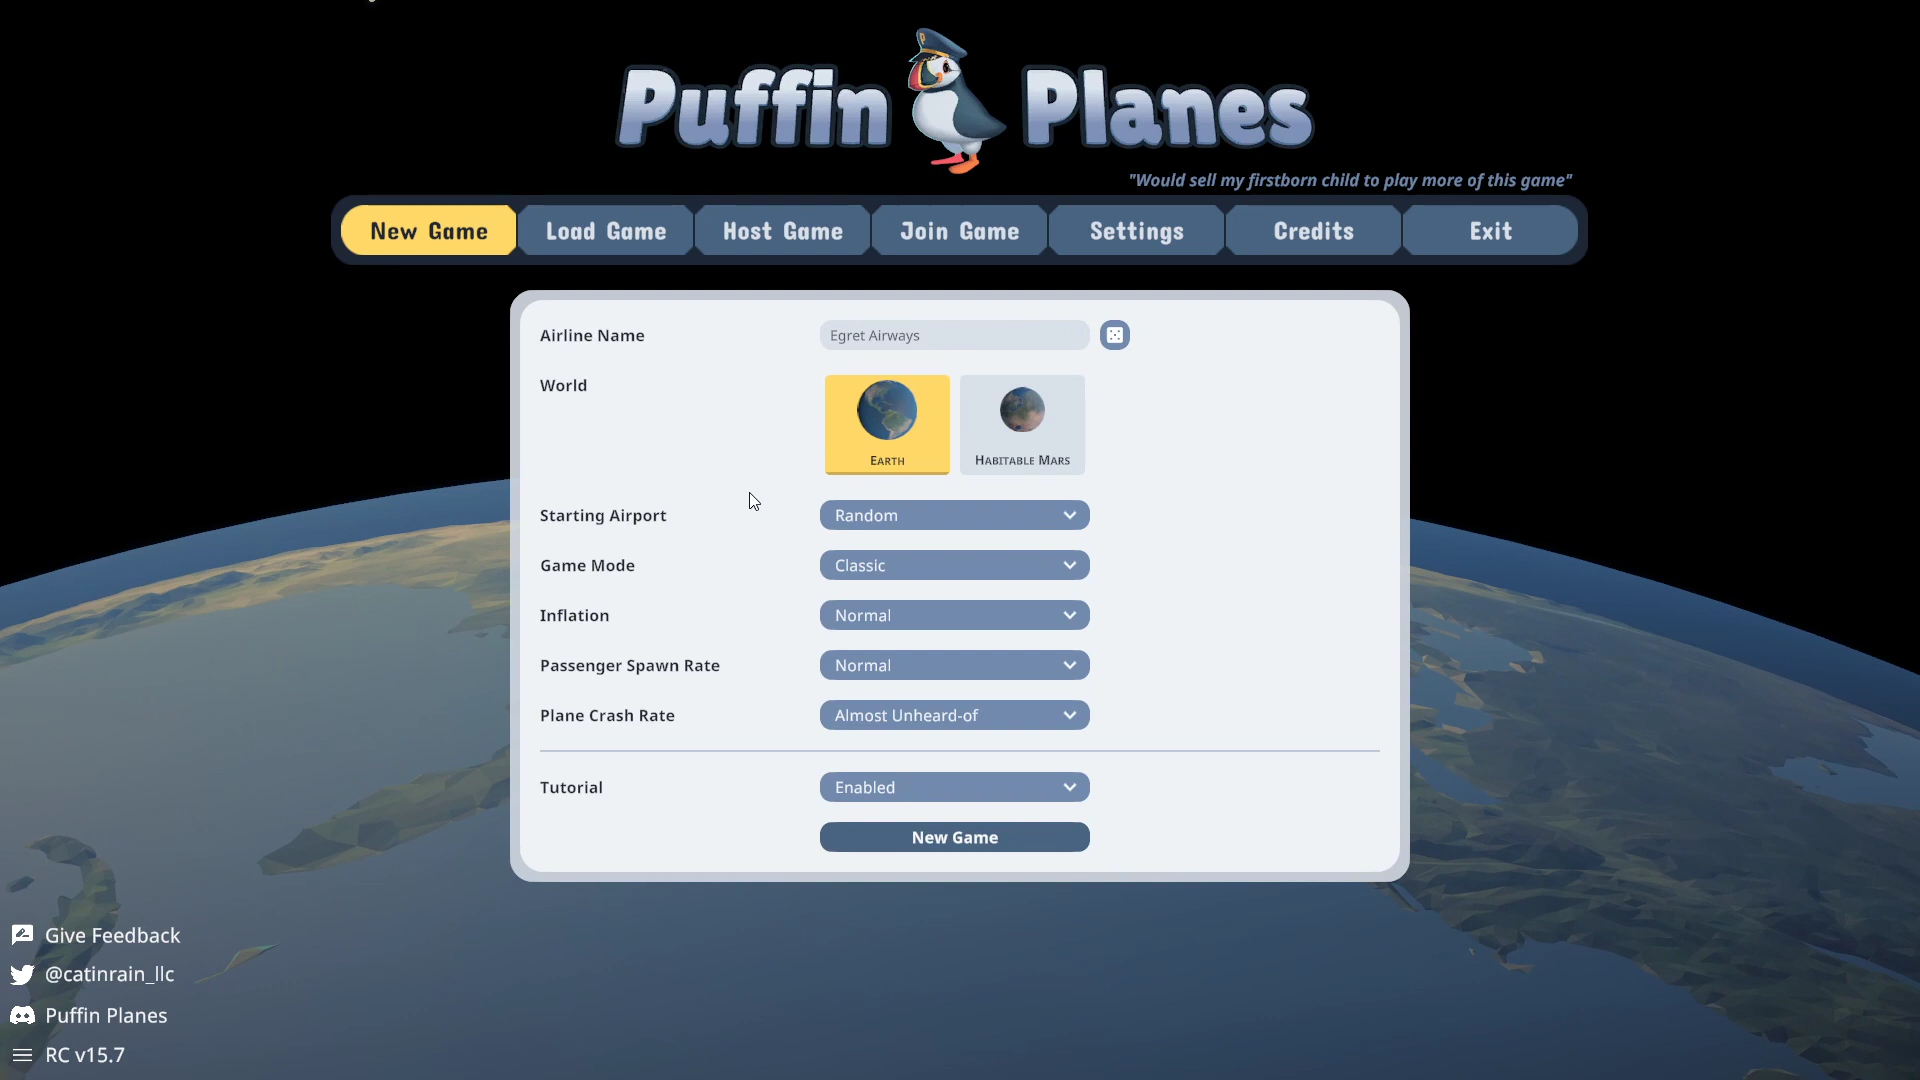 Puffin Planes
"Would sell my firstborn child to play more of this game"
New Game
Load Game
Host Game
Join Game
Settings
Credits
Exit
Airline Name
Egret Airways
World
Earth
Habitable Mars
Starting Airport
Random
Game Mode
Classic
Inflation
Normal
Passenger Spawn Rate
Normal
Plane Crash Rate
Almost Unheard-of
Tutorial
Enabled
New Game
Give Feedback
@catinrain_llc
Puffin Planes
RC v15.7